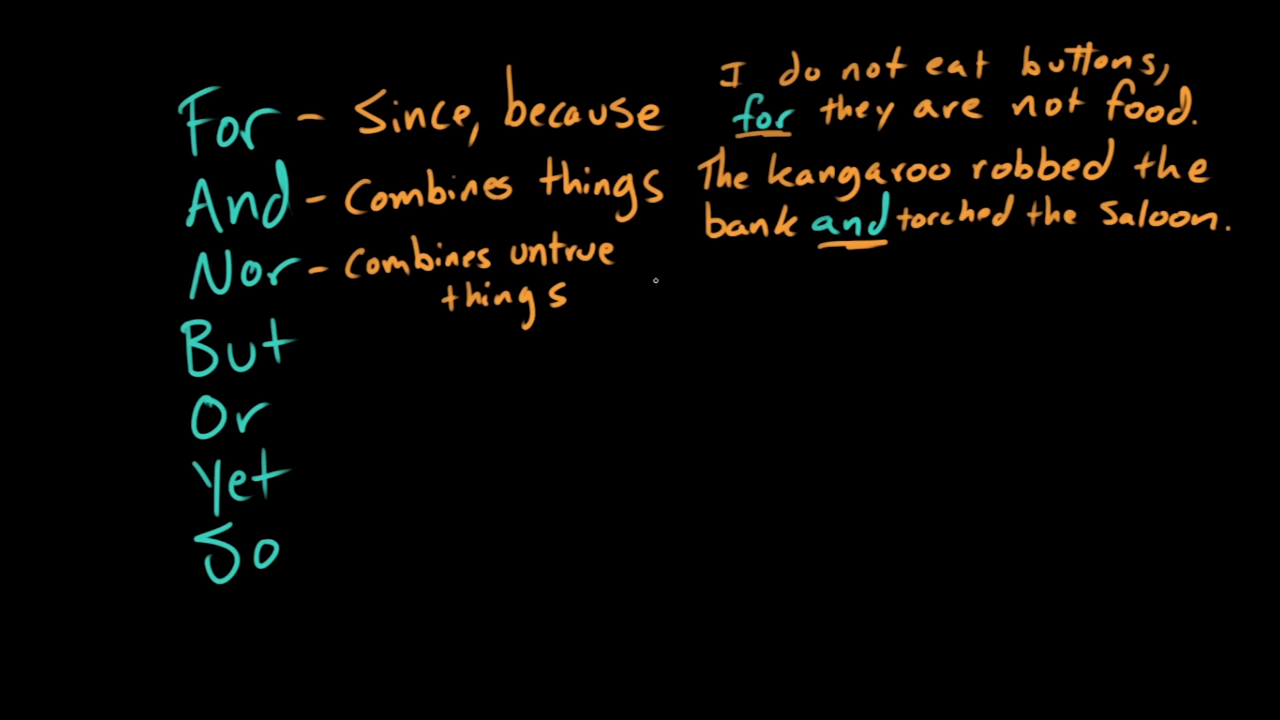 For - Since, because
I do not eat buttons,
for they are not food.
And - Combines things
The kangaroo robbed the
bank and torched the saloon.
Nor - Combines untrue
things
But
Or
Yet
So